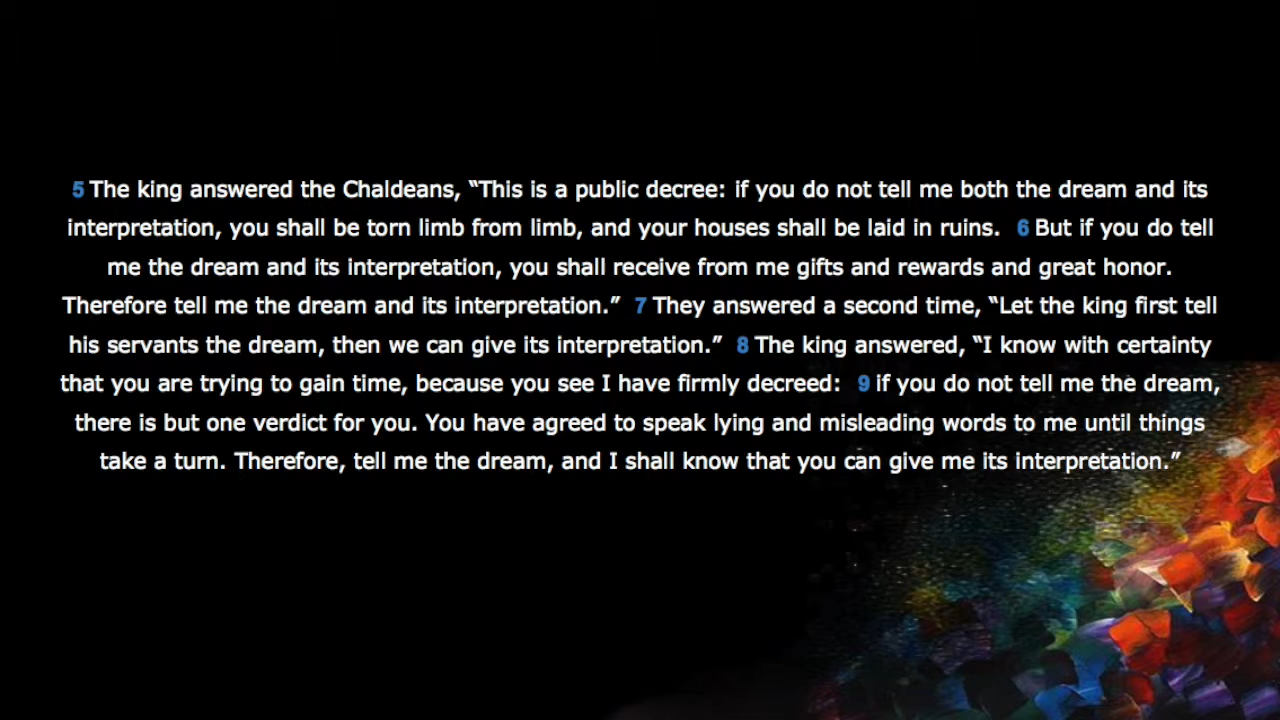 5 The king answered the Chaldeans, “This is a public decree: if you do not tell me both the dream and its
interpretation, you shall be torn limb from limb, and your houses shall be laid in ruins. 6 But if you do tell
me the dream and its interpretation, you shall receive from me gifts and rewards and great honor.
Therefore tell me the dream and its interpretation.” 7 They answered a second time, “Let the king first tell
his servants the dream, then we can give its interpretation.” 8 The king answered, “I know with certainty
that you are trying to gain time, because you see I have firmly decreed: 9 if you do not tell me the dream,
there is but one verdict for you. You have agreed to speak lying and misleading words to me until things
take a turn. Therefore, tell me the dream, and I shall know that you can give me its interpretation.”